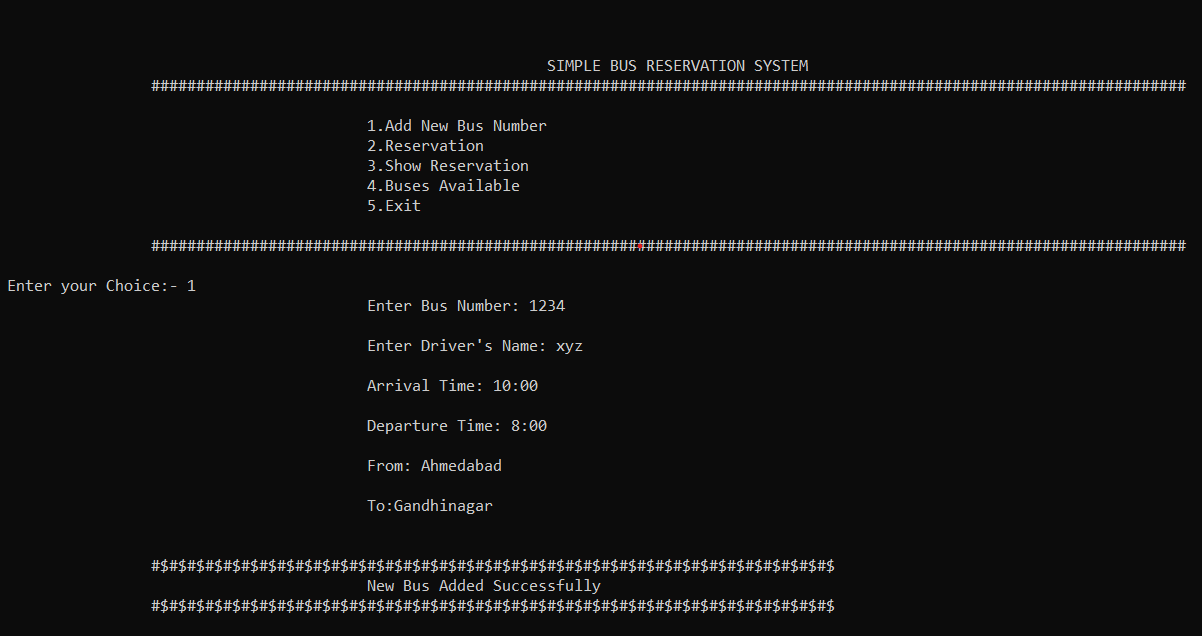 SIMPLE BUS RESERVATION SYSTEM
###################################################################################################################
1.Add New Bus Number
2.Reservation
3.Show Reservation
4.Buses Available
5.Exit
###################################################################################################################
Enter your Choice:- 1
Enter Bus Number: 1234
Enter Driver's Name: xyz
Arrival Time: 10:00
Departure Time: 8:00
From: Ahmedabad
To:Gandhinagar
#$#$#$#$#$#$#$#$#$#$#$#$#$#$#$#$#$#$#$#$#$#$#$#$#$#$#$#$#$#$#$#$#$#$#$#$#$#$
New Bus Added Successfully
#$#$#$#$#$#$#$#$#$#$#$#$#$#$#$#$#$#$#$#$#$#$#$#$#$#$#$#$#$#$#$#$#$#$#$#$#$#$